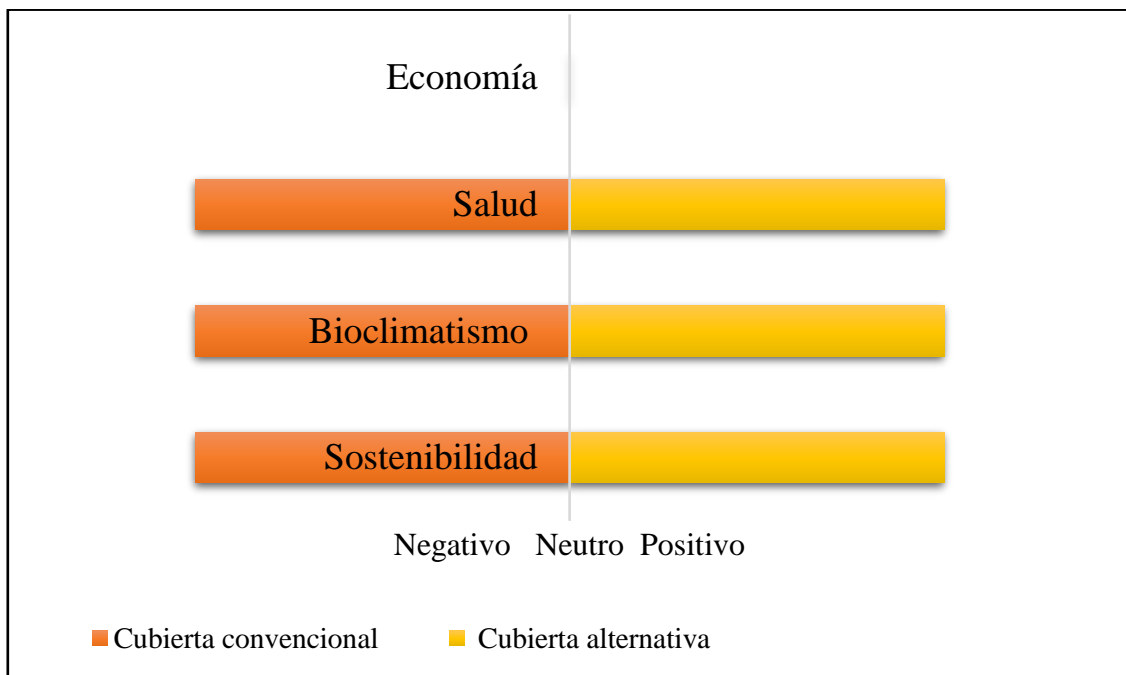 Economía
Salud
Bioclimatismo
Sostenibilidad
Negativo Neutro Positivo
Cubierta convencional Cubierta alternativa